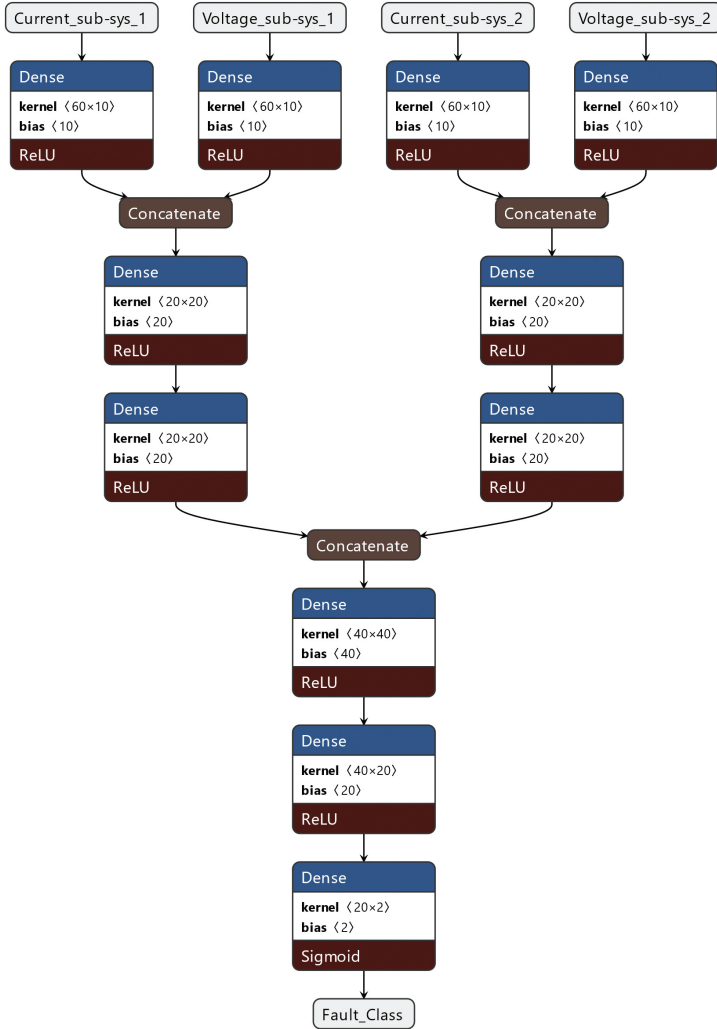 Current_sub-sys_1
Voltage_sub-sys_1
Current_sub-sys_2
Voltage_sub-sys_2
Dense
kernel 〈60×10〉
bias 〈10〉
ReLU
Dense
kernel 〈60×10〉
bias 〈10〉
ReLU
Dense
kernel 〈60×10〉
bias 〈10〉
ReLU
Dense
kernel 〈60×10〉
bias 〈10〉
ReLU
Concatenate
Concatenate
Dense
kernel 〈20×20〉
bias 〈20〉
ReLU
Dense
kernel 〈20×20〉
bias 〈20〉
ReLU
Dense
kernel 〈20×20〉
bias 〈20〉
ReLU
Dense
kernel 〈20×20〉
bias 〈20〉
ReLU
Concatenate
Dense
kernel 〈40×40〉
bias 〈40〉
ReLU
Dense
kernel 〈40×20〉
bias 〈20〉
ReLU
Dense
kernel 〈20×2〉
bias 〈2〉
Sigmoid
Fault_Class